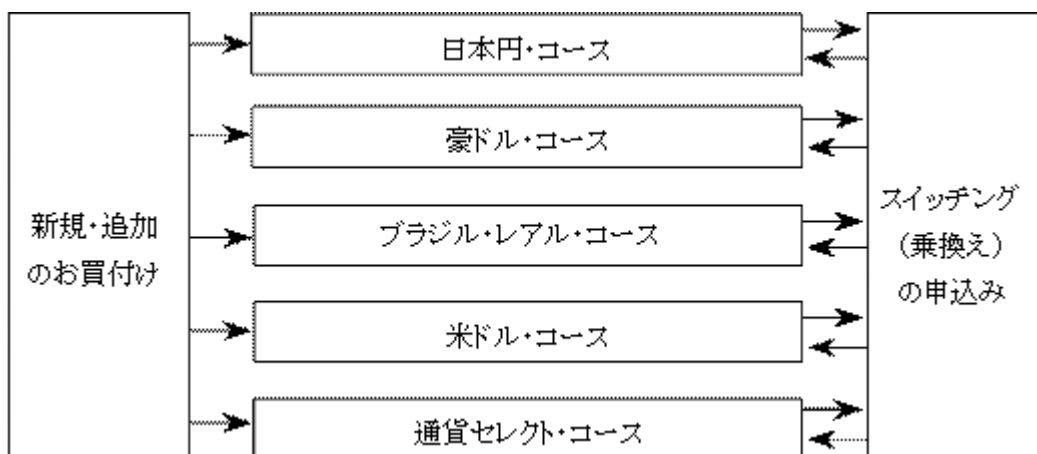 新規・追加
のお買付け
日本円・コース
豪ドル・コース
ブラジル・レアル・コース
米ドル・コース
通貨セレクト・コース
スイッチング
(乗換え)
の申込み